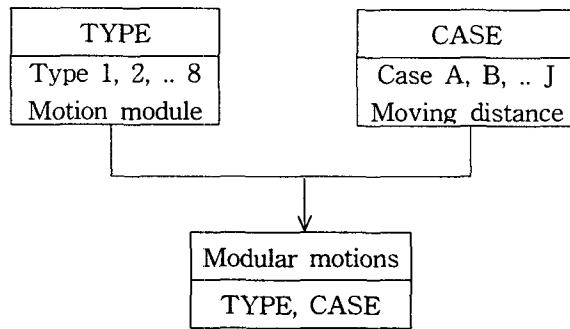 TYPE
Type 1, 2, .. 8
Motion module
CASE
Case A, B, .. J
Moving distance
Modular motions
TYPE, CASE